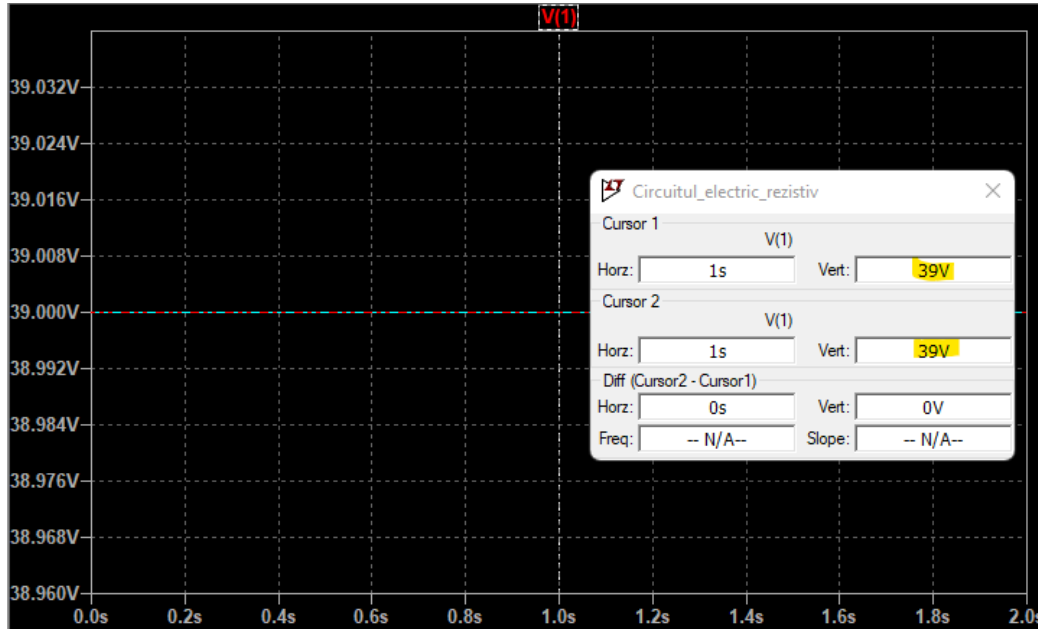 V(1)
39.032V
39.024V
39.016V
39.008V
39.000V
38.992V
38.984V
38.976V
38.968V
38.960V
0.0s 0.2s 0.4s 0.6s 0.8s 1.0s 1.2s 1.4s 1.6s 1.8s 2.0s
Circuitul_electric_rezistiv
Cursor 1
V(1)
Horz: 1s Vert: 39V
Cursor 2
V(1)
Horz: 1s Vert: 39V
Diff (Cursor2 - Cursor1)
Horz: 0s Vert: 0V
Freq: -- N/A-- Slope: -- N/A--